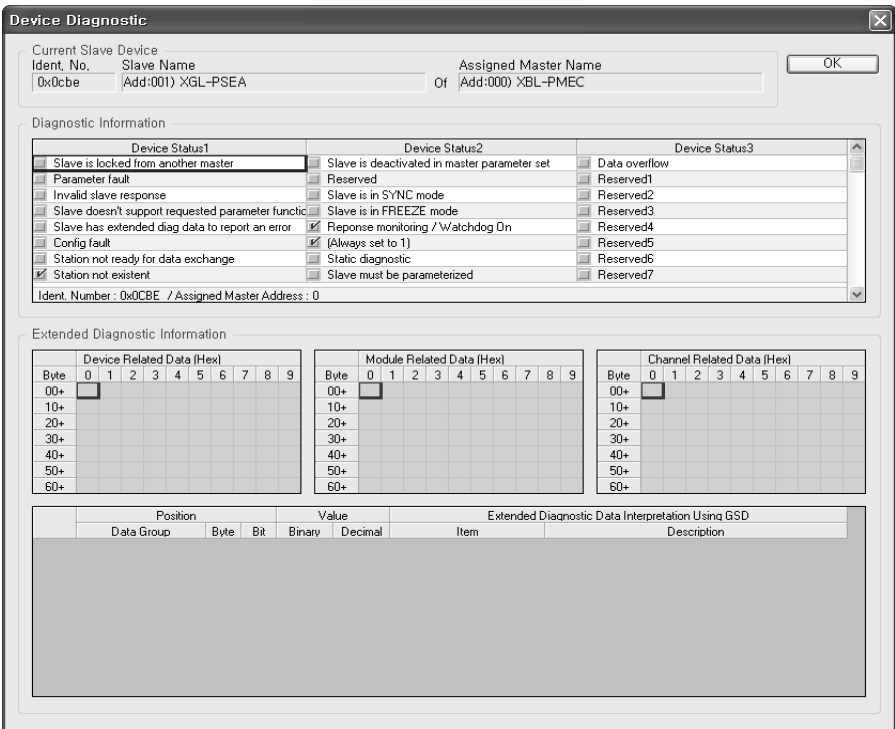 Device Diagnostic
Current Slave Device
Ident. No. Slave Name Assigned Master Name
0x0cbe Add:001) XGL-PSEA Of Add:000) XBL-PMEC
OK
Diagnostic Information
Device Status1 Device Status2 Device Status3
Slave is locked from another master Slave is deactivated in master parameter set Data overflow
Parameter fault Reserved Reserved1
Invalid slave response Slave is in SYNC mode Reserved2
Slave doesn't support requested parameter functic Slave is in FREEZE mode Reserved3
Slave has extended diag data to report an error Reponse monitoring / Watchdog On Reserved4
Config fault (Always set to 1) Reserved5
Station not ready for data exchange Static diagnostic Reserved6
Station not existent Slave must be parameterized Reserved7
Ident. Number : 0x0CBE / Assigned Master Address : 0
Extended Diagnostic Information
Device Related Data (Hex) Module Related Data (Hex) Channel Related Data (Hex)
Byte 0 1 2 3 4 5 6 7 8 9 Byte 0 1 2 3 4 5 6 7 8 9 Byte 0 1 2 3 4 5 6 7 8 9
00+ 00+ 00+
10+ 10+ 10+
20+ 20+ 20+
30+ 30+ 30+
40+ 40+ 40+
50+ 50+ 50+
60+ 60+ 60+
Position Value Extended Diagnostic Data Interpretation Using GSD
Data Group Byte Bit Binary Decimal Item Description